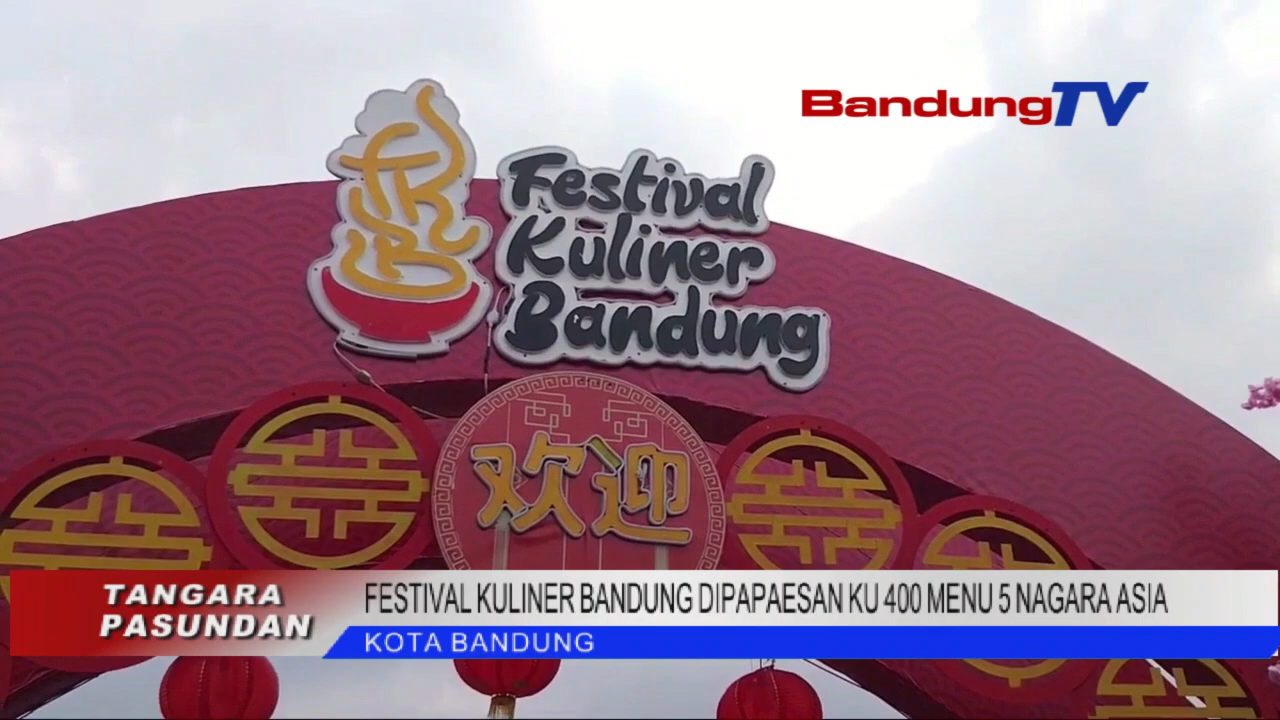 BandungTV
Festival
Kuliner
Bandung
欢迎
TANGARA
PASUNDAN
FESTIVAL KULINER BANDUNG DIPAPAESAN KU 400 MENU 5 NAGARA ASIA
KOTA BANDUNG